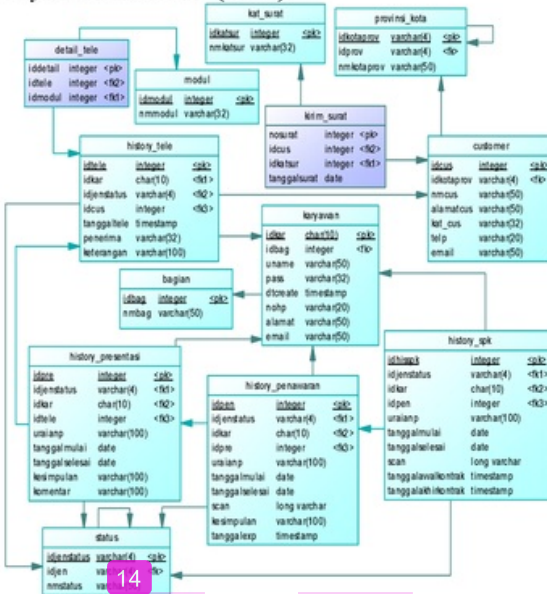 kat_surat
idkatsur integer <pk>
nmkatsur varchar(32)
provinsi_kota
idkotaprov varchar(4) <pk>
idprov varchar(4) <fk>
nmkotaprov varchar(50)
detail_tele
iddetail integer <pk>
idtele integer <fk2>
idmodul integer <fk1>
modul
idmodul integer <pk>
nmmodul varchar(32)
kirim_surat
nosurat integer <pk>
idcus integer <fk2>
idkatsur integer <fk1>
tanggalsurat date
history_tele
idtele integer <pk>
idkar char(10) <fk1>
idjenstatus varchar(4) <fk2>
idcus integer <fk3>
tanggaltele timestamp
penerima varchar(32)
keterangan varchar(100)
customer
idcus integer <pk>
idkotaprov varchar(4) <fk>
nmcus varchar(50)
alamatcus varchar(50)
kat_cus varchar(32)
telp varchar(20)
email varchar(50)
karyawan
idkar char(10) <pk>
idbag integer <fk>
uname varchar(50)
pass varchar(32)
dtcreate timestamp
nohp varchar(20)
alamat varchar(50)
email varchar(50)
bagian
idbag integer <pk>
nmbag varchar(50)
history_presentasi
idpre integer <pk>
idjenstatus varchar(4) <fk1>
idkar char(10) <fk2>
idtele integer <fk3>
uraianp varchar(100)
tanggalmulai date
tanggalselesai date
kesimpulan varchar(100)
komentar varchar(100)
history_penawaran
idpen integer <pk>
idjenstatus varchar(4) <fk1>
idkar char(10) <fk2>
idpre integer <fk3>
uraianp varchar(100)
tanggalmulai date
tanggalselesai date
scan long varchar
kesimpulan varchar(100)
tanggalexp timestamp
history_spk
idhisspk integer <pk>
idjenstatus varchar(4) <fk1>
idkar char(10) <fk2>
idpen integer <fk3>
uraianp varchar(100)
tanggalmulai date
tanggalselesai date
scan long varchar
tanggalawalkontrak timestamp
tanggalakhirkontrak timestamp
status
idjenstatus varchar(4) <pk>
idjen <fk>
nmstatus
14